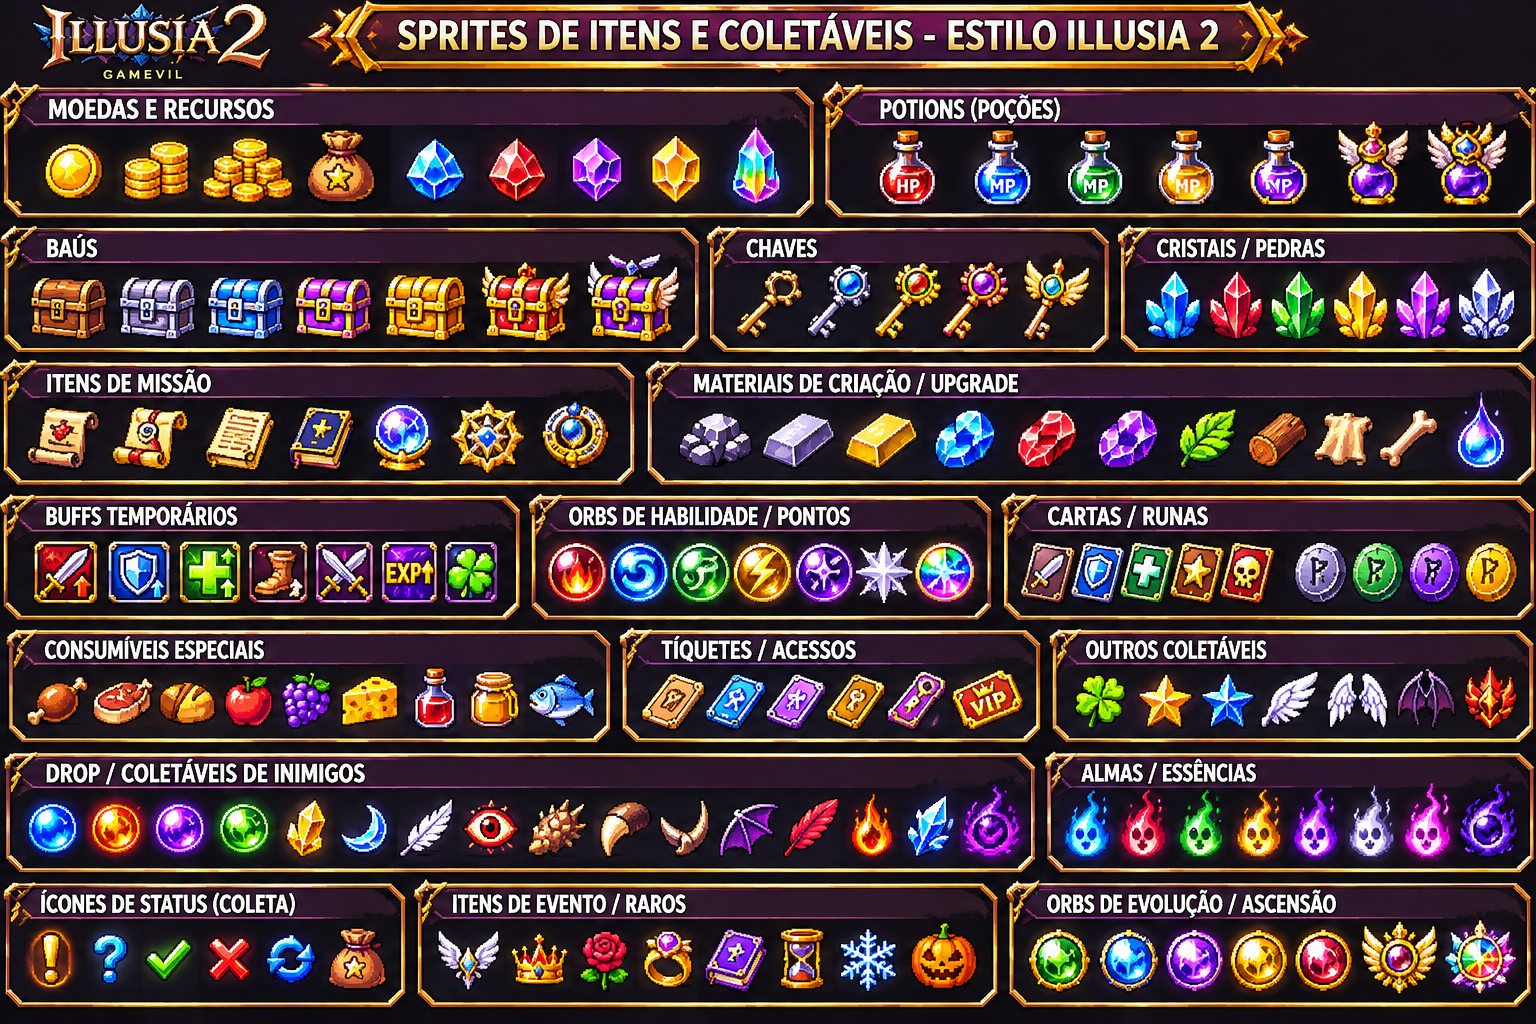 ILLUSIA 2
GAMEVIL
SPRITES DE ITENS E COLETÁVEIS - ESTILO ILLUSIA 2
MOEDAS E RECURSOS
POTIONS (POÇÕES)
HP
MP
MP
MP
MP
BAÚS
CHAVES
CRISTAIS / PEDRAS
ITENS DE MISSÃO
MATERIAIS DE CRIAÇÃO / UPGRADE
BUFFS TEMPORÁRIOS
EXP
ORBS DE HABILIDADE / PONTOS
CARTAS / RUNAS
CONSUMÍVEIS ESPECIAIS
TÍQUETES / ACESSOS
VIP
OUTROS COLETÁVEIS
DROP / COLETÁVEIS DE INIMIGOS
ALMAS / ESSÊNCIAS
ÍCONES DE STATUS (COLETA)
! ?
ITENS DE EVENTO / RAROS
ORBS DE EVOLUÇÃO / ASCENSÃO